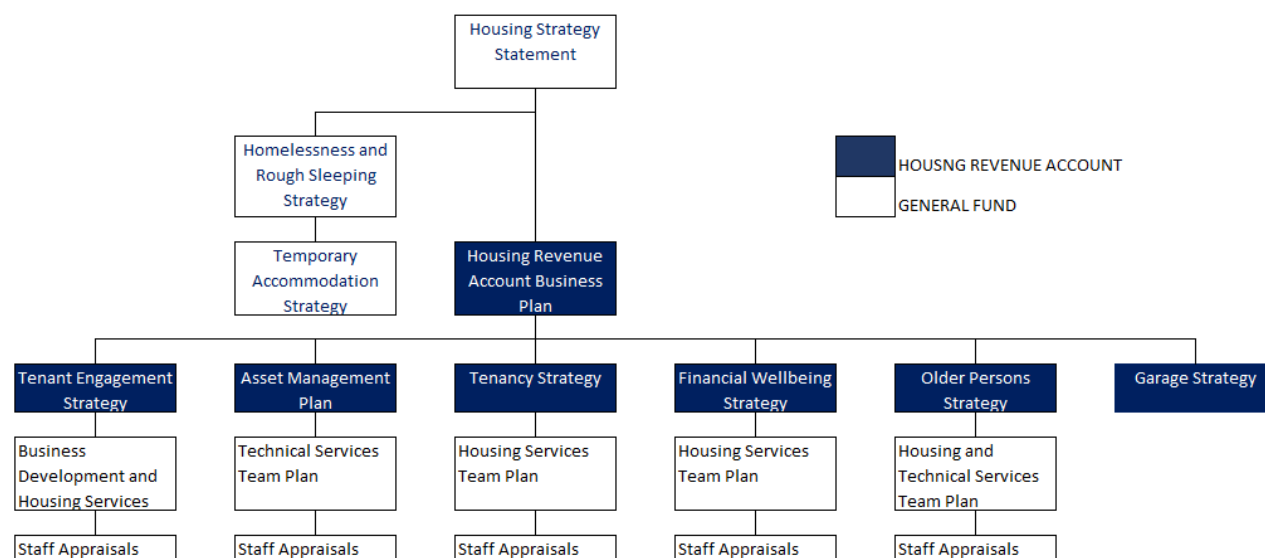 Housing Strategy
Statement
Homelessness and
Rough Sleeping
Strategy
HOUSNG REVENUE ACCOUNT
GENERAL FUND
Temporary
Accommodation
Strategy
Housing Revenue
Account Business
Plan
Tenant Engagement
Strategy
Asset Management
Plan
Tenancy Strategy
Financial Wellbeing
Strategy
Older Persons
Strategy
Garage Strategy
Business
Development and
Housing Services
Technical Services
Team Plan
Housing Services
Team Plan
Housing Services
Team Plan
Housing and
Technical Services
Team Plan
Staff Appraisals
Staff Appraisals
Staff Appraisals
Staff Appraisals
Staff Appraisals